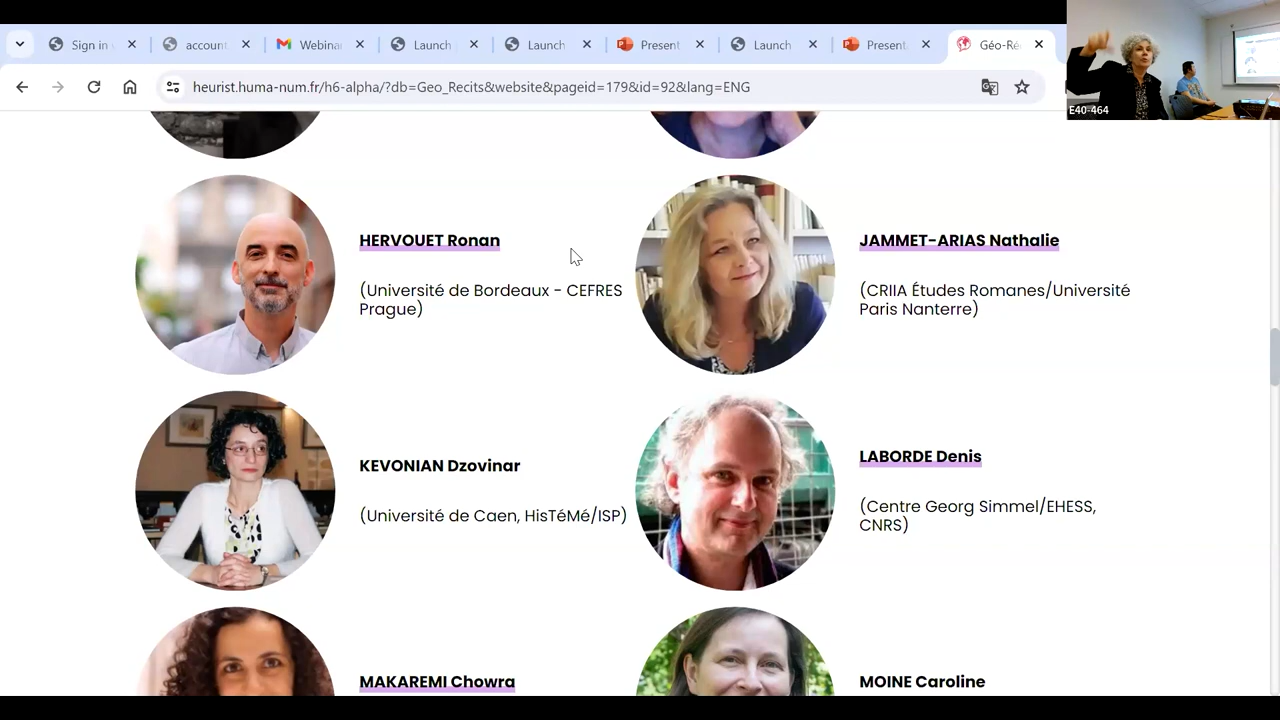 Sign in
account
Webina
Launch
Laun
Present
Launch
Present
Géo-Ré
heurist.huma-num.fr/h6-alpha/?db=Geo_Recits&website&pageid=179&id=92&lang=ENG
E40-464
HERVOUET Ronan
(Université de Bordeaux - CEFRES
Prague)
JAMMET-ARIAS Nathalie
(CRIIA Études Romanes/Université
Paris Nanterre)
KEVONIAN Dzovinar
(Université de Caen, HisTéMé/ISP)
LABORDE Denis
(Centre Georg Simmel/EHESS,
CNRS)
MAKAREMI Chowra
MOINE Caroline